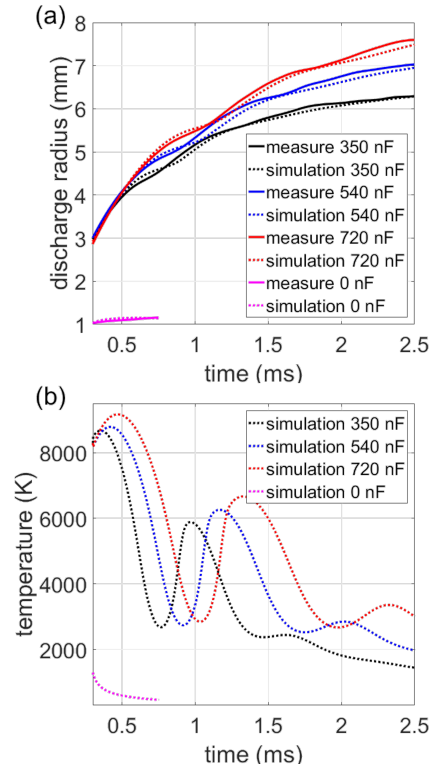 (a)
8
7
6
5
4
3
2
1
discharge radius (mm)
measure 350 nF
simulation 350 nF
measure 540 nF
simulation 540 nF
measure 720 nF
simulation 720 nF
measure 0 nF
simulation 0 nF
0.5 1 1.5 2 2.5
time (ms)
(b)
8000
6000
4000
2000
temperature (K)
simulation 350 nF
simulation 540 nF
simulation 720 nF
simulation 0 nF
0.5 1 1.5 2 2.5
time (ms)